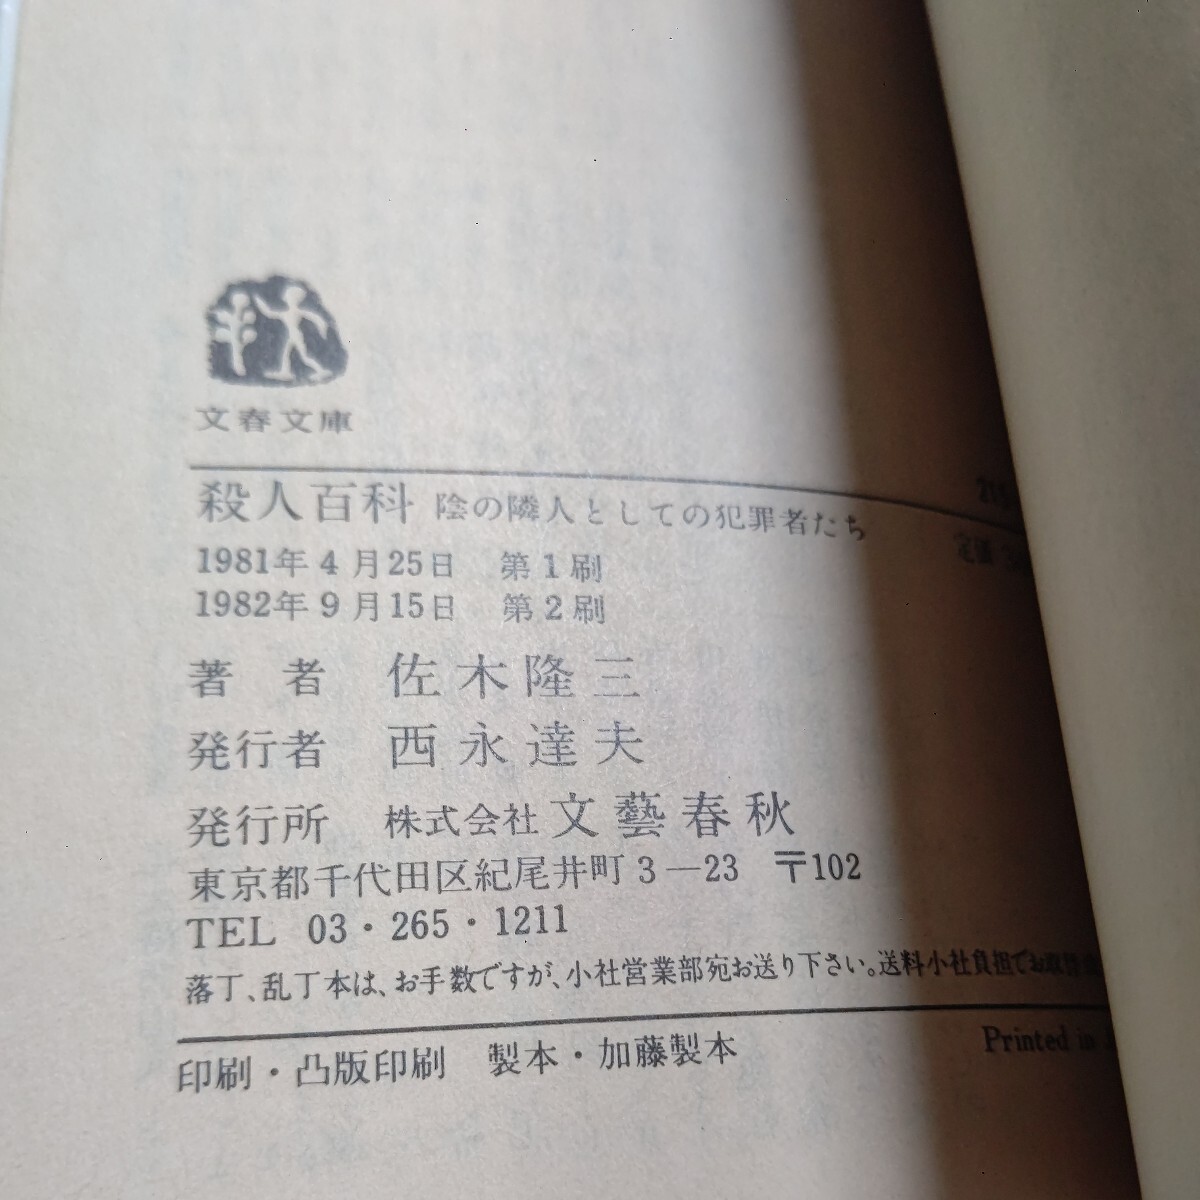 文春文庫
殺人百科 陰の隣人としての犯罪者たち
定価
1981年4月25日 第1刷
1982年9月15日 第2刷
著者 佐木隆三
発行者 西永達夫
発行所 株式会社文藝春秋
東京都千代田区紀尾井町3―23 〒102
TEL 03・265・1211
落丁、乱丁本は、お手数ですが、小社営業部宛お送り下さい。送料小社負担でお取替
Printed in
印刷・凸版印刷 製本・加藤製本